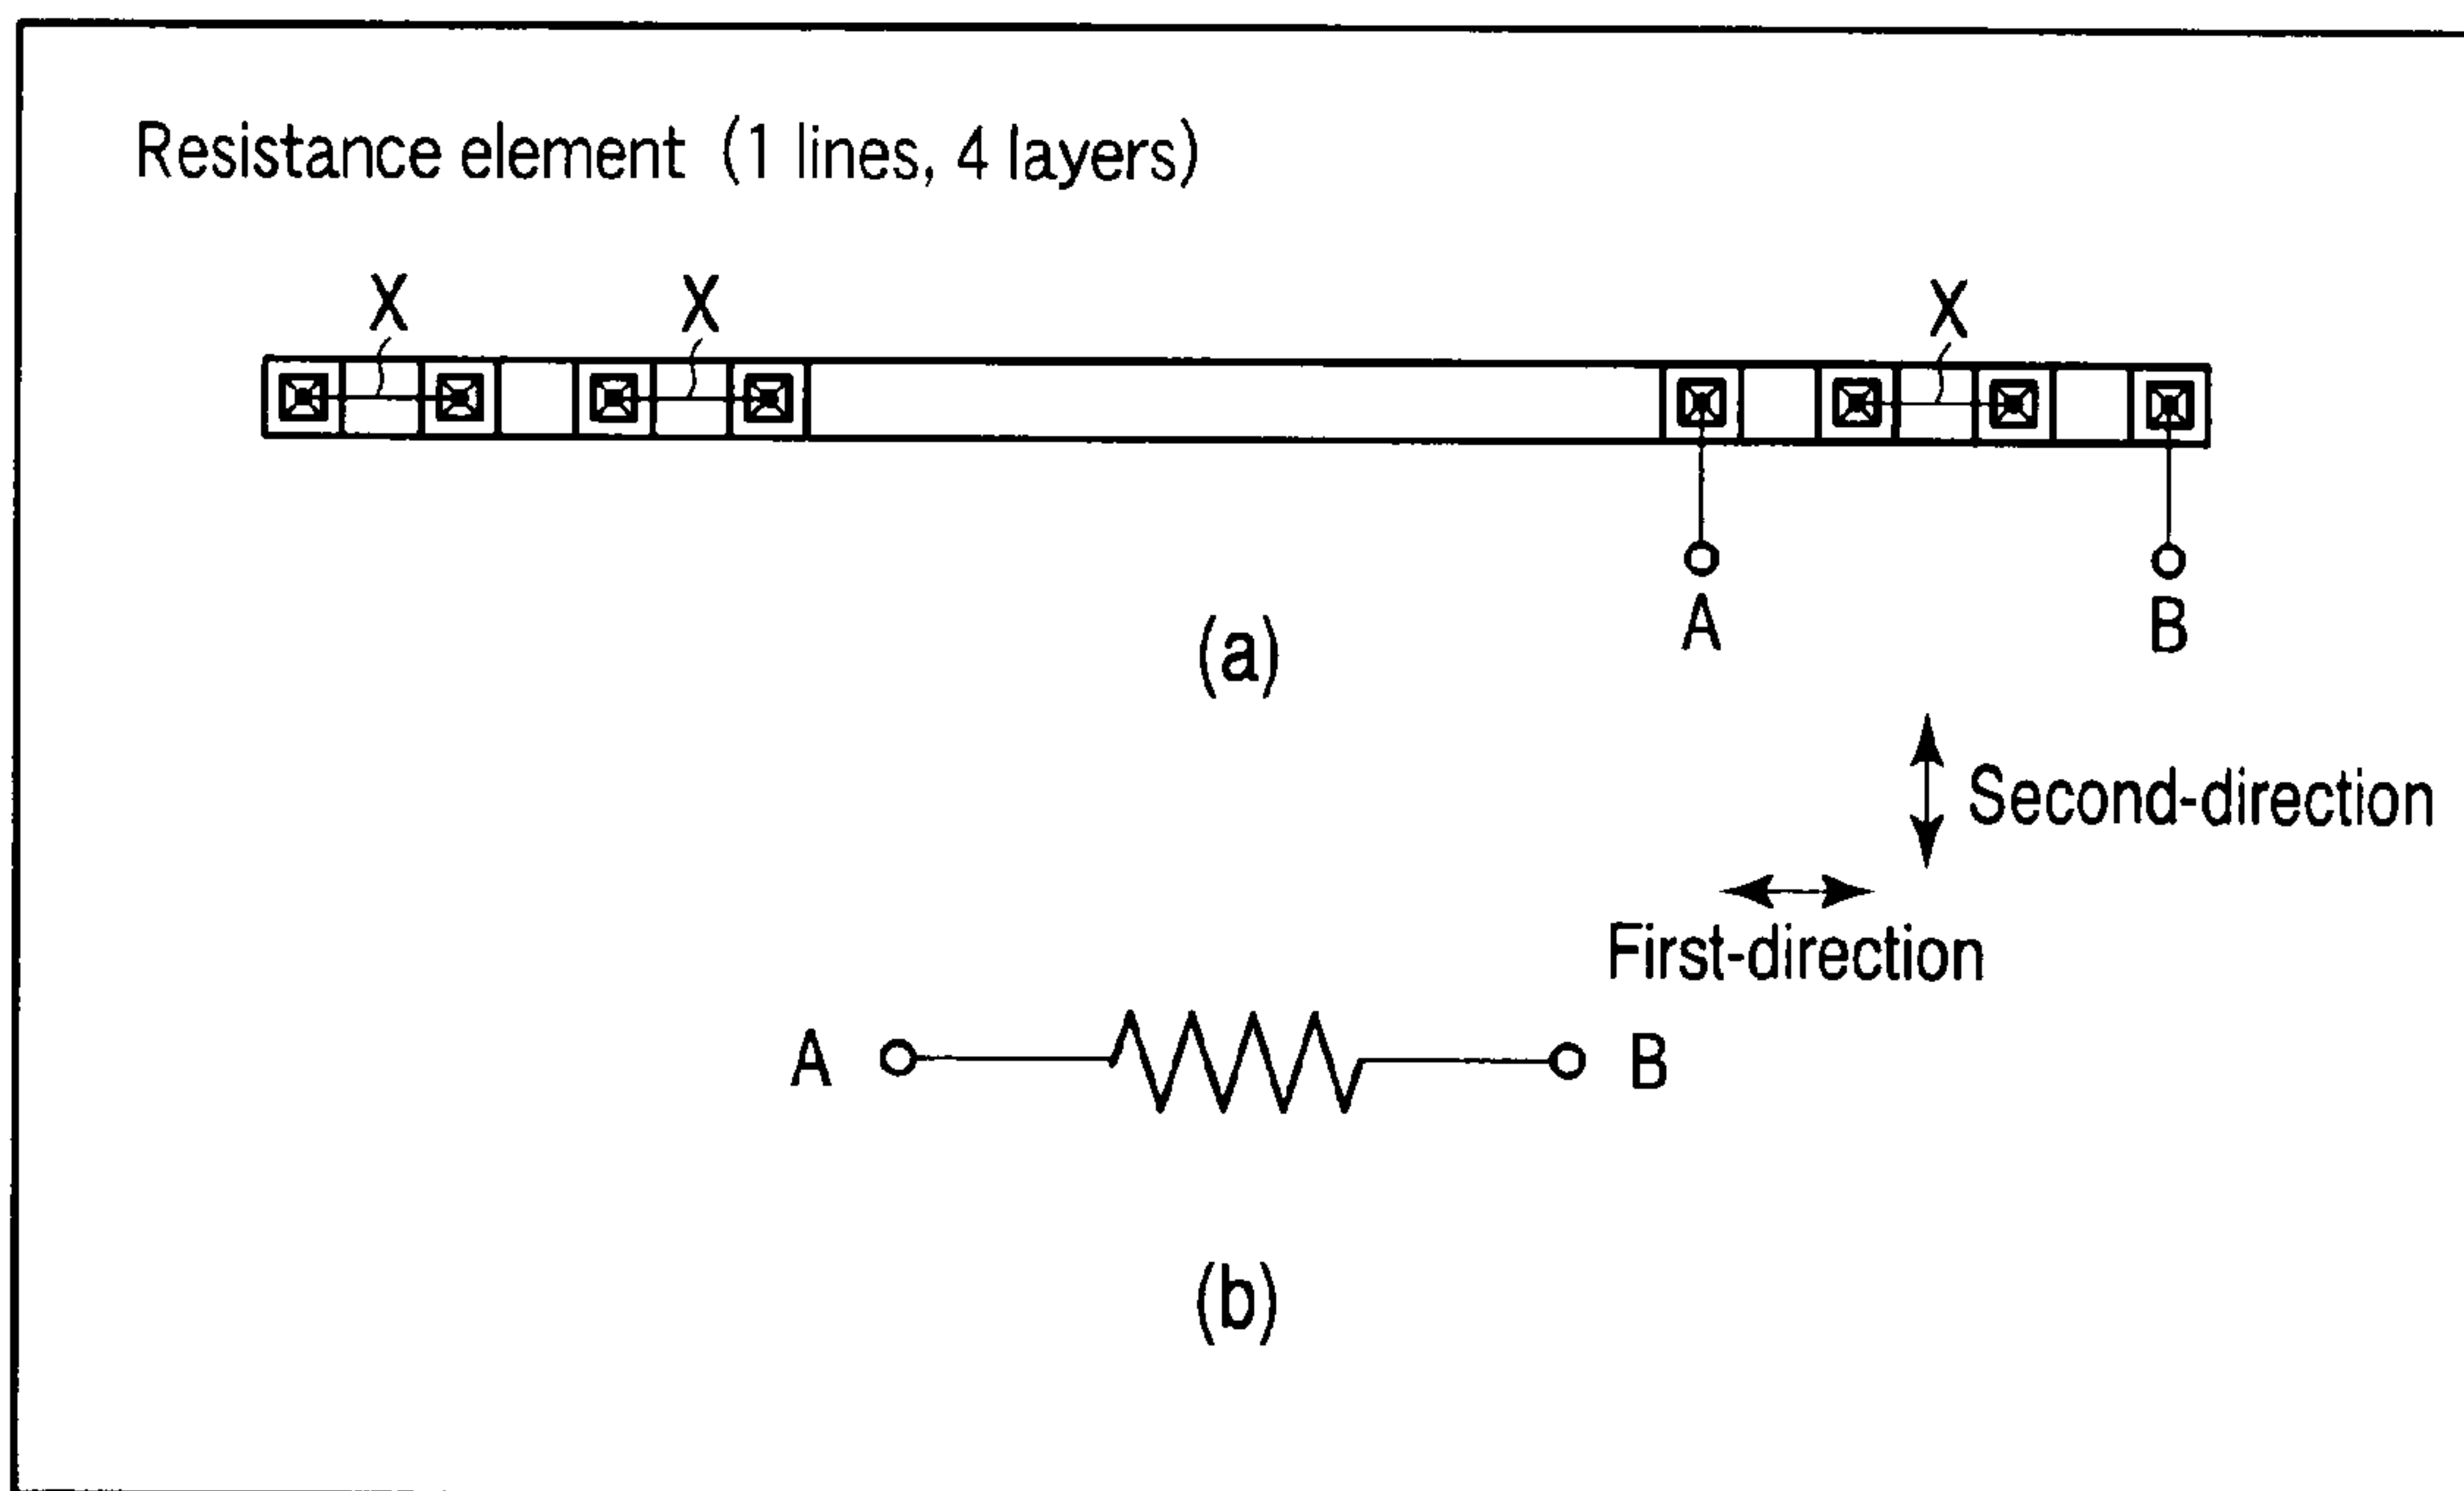 Resistance element (1 lines, 4 layers)
X X X
A B
(a)
Second-direction
First-direction
A B
(b)